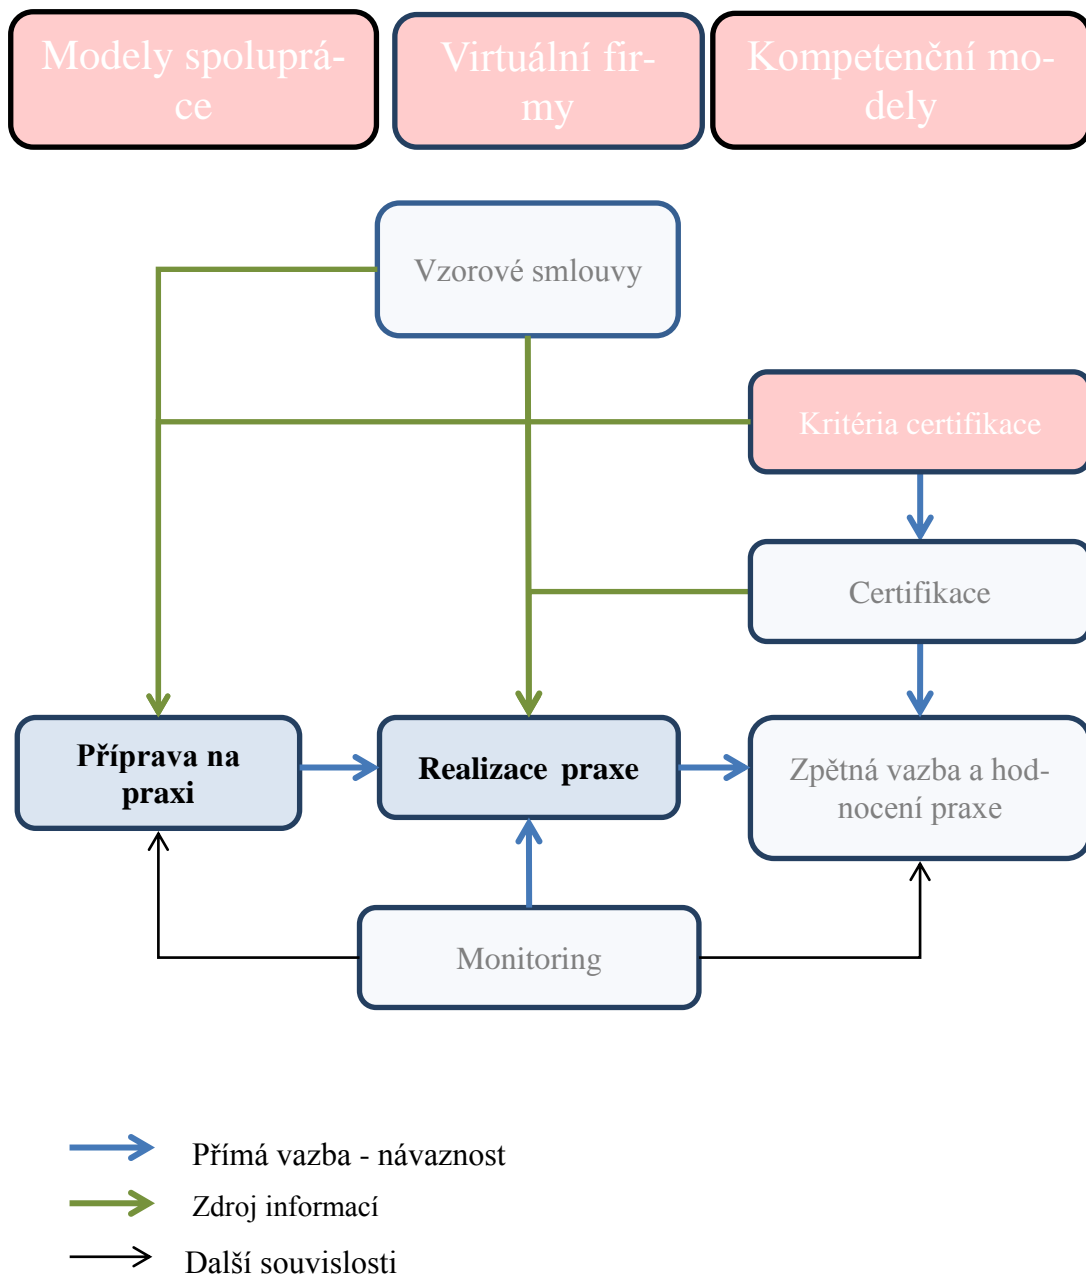 Modely spoluprá-
ce
Virtuální fir-
my
Kompetenční mo-
dely
Vzorové smlouvy
Kritéria certifikace
Certifikace
Příprava na
praxi
Realizace praxe
Zpětná vazba a hod-
nocení praxe
Monitoring
Přímá vazba - návaznost
Zdroj informací
Další souvislosti